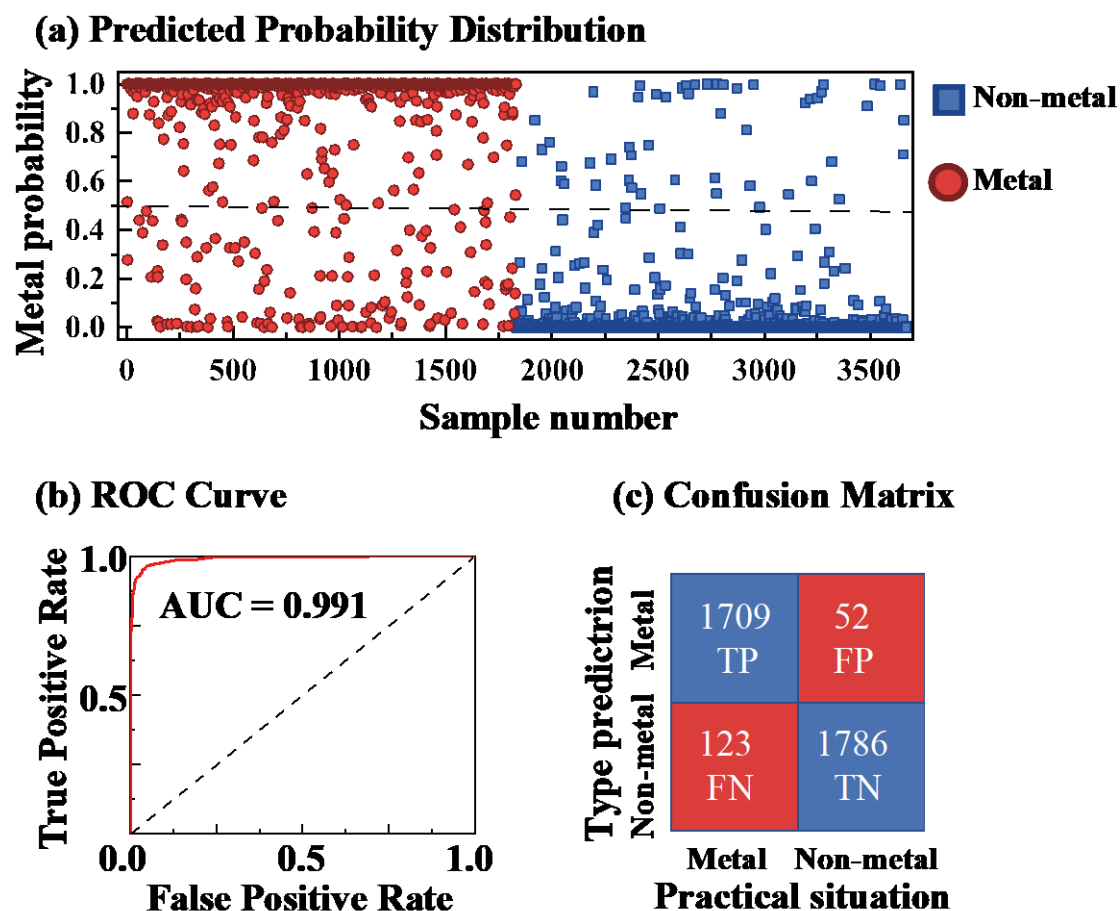 (a) Predicted Probability Distribution
Metal probability
1.0
0.8
0.6
0.4
0.2
0.0
0
500
1000
1500
2000
2500
3000
3500
Sample number
Non-metal
Metal
(b) ROC Curve
True Positive Rate
1.0
0.5
AUC = 0.991
0.0
0.5
1.0
False Positive Rate
(c) Confusion Matrix
Type predictrion
Metal
Non-metal
1709
TP
52
FP
123
FN
1786
TN
Metal
Non-metal
Practical situation